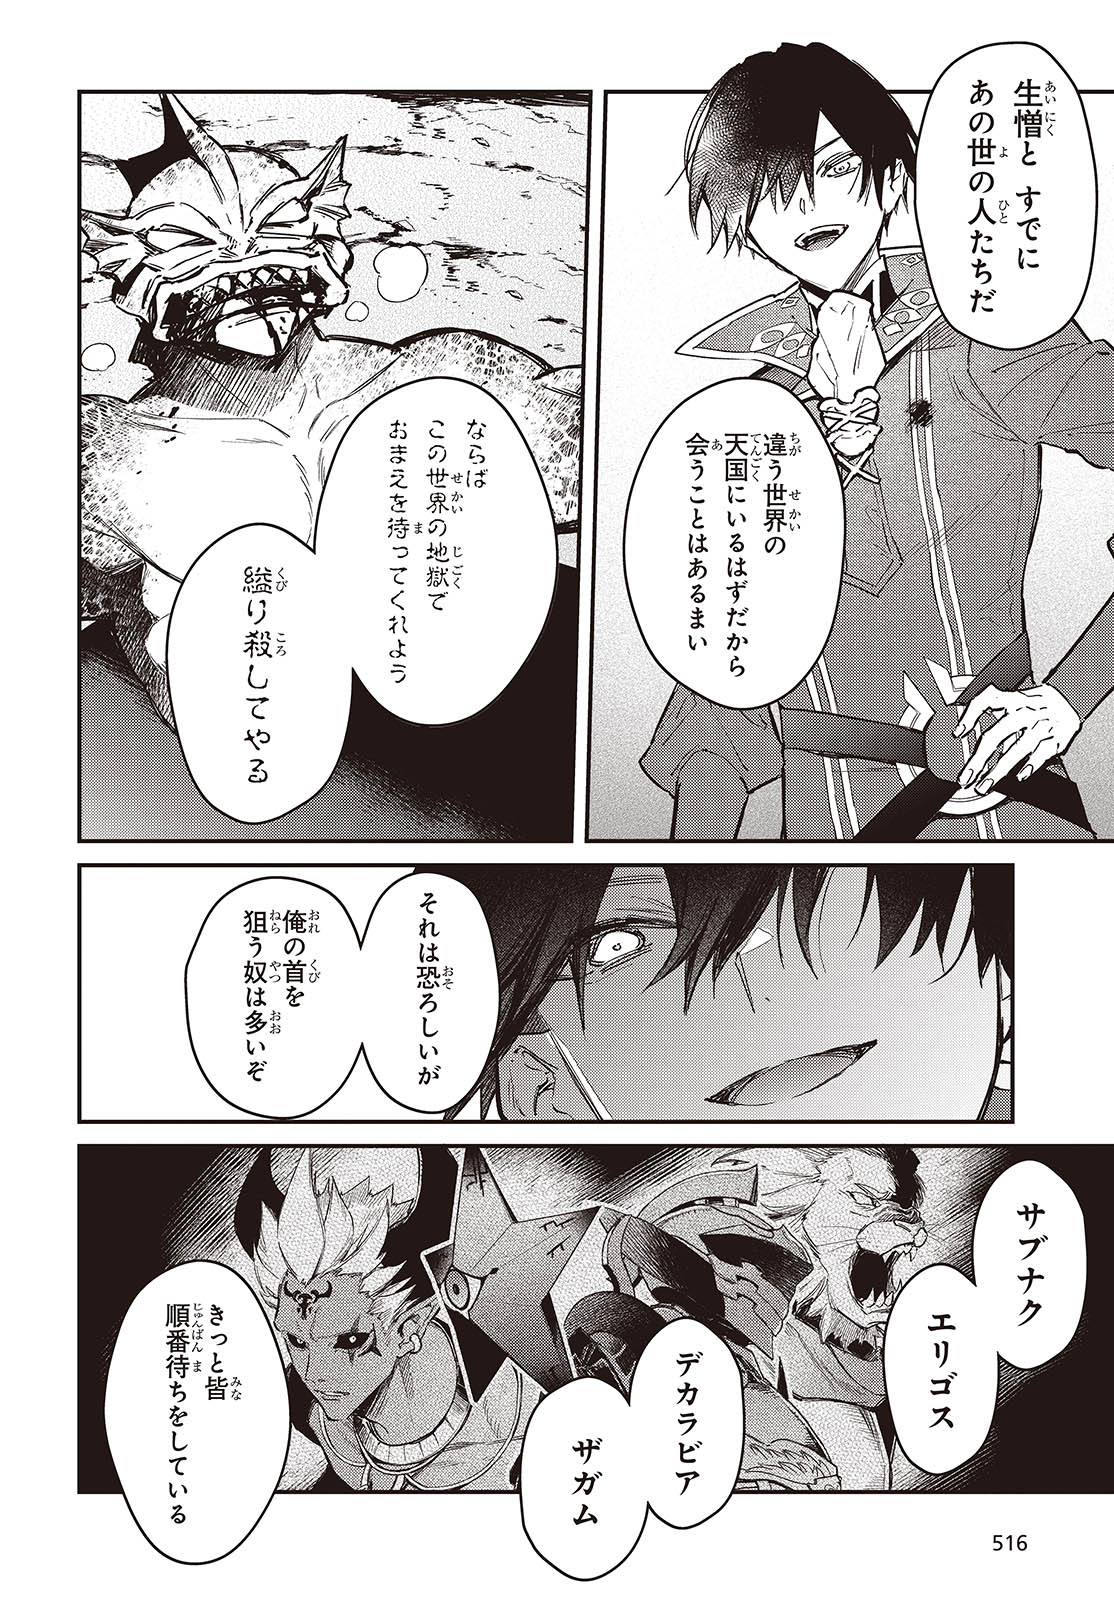 生憎と すでに
あの世の人たちだ
違う世界の
天国にいるはずだから
会うことはあるまい
ならば
この世界の地獄で
おまえを待ってくれよう
縊り殺してやる
それは恐ろしいが
俺の首を
狙う奴は多いぞ
サブナク
エリゴス
デカラビア
ザガム
きっと皆
順番待ちをしている
516